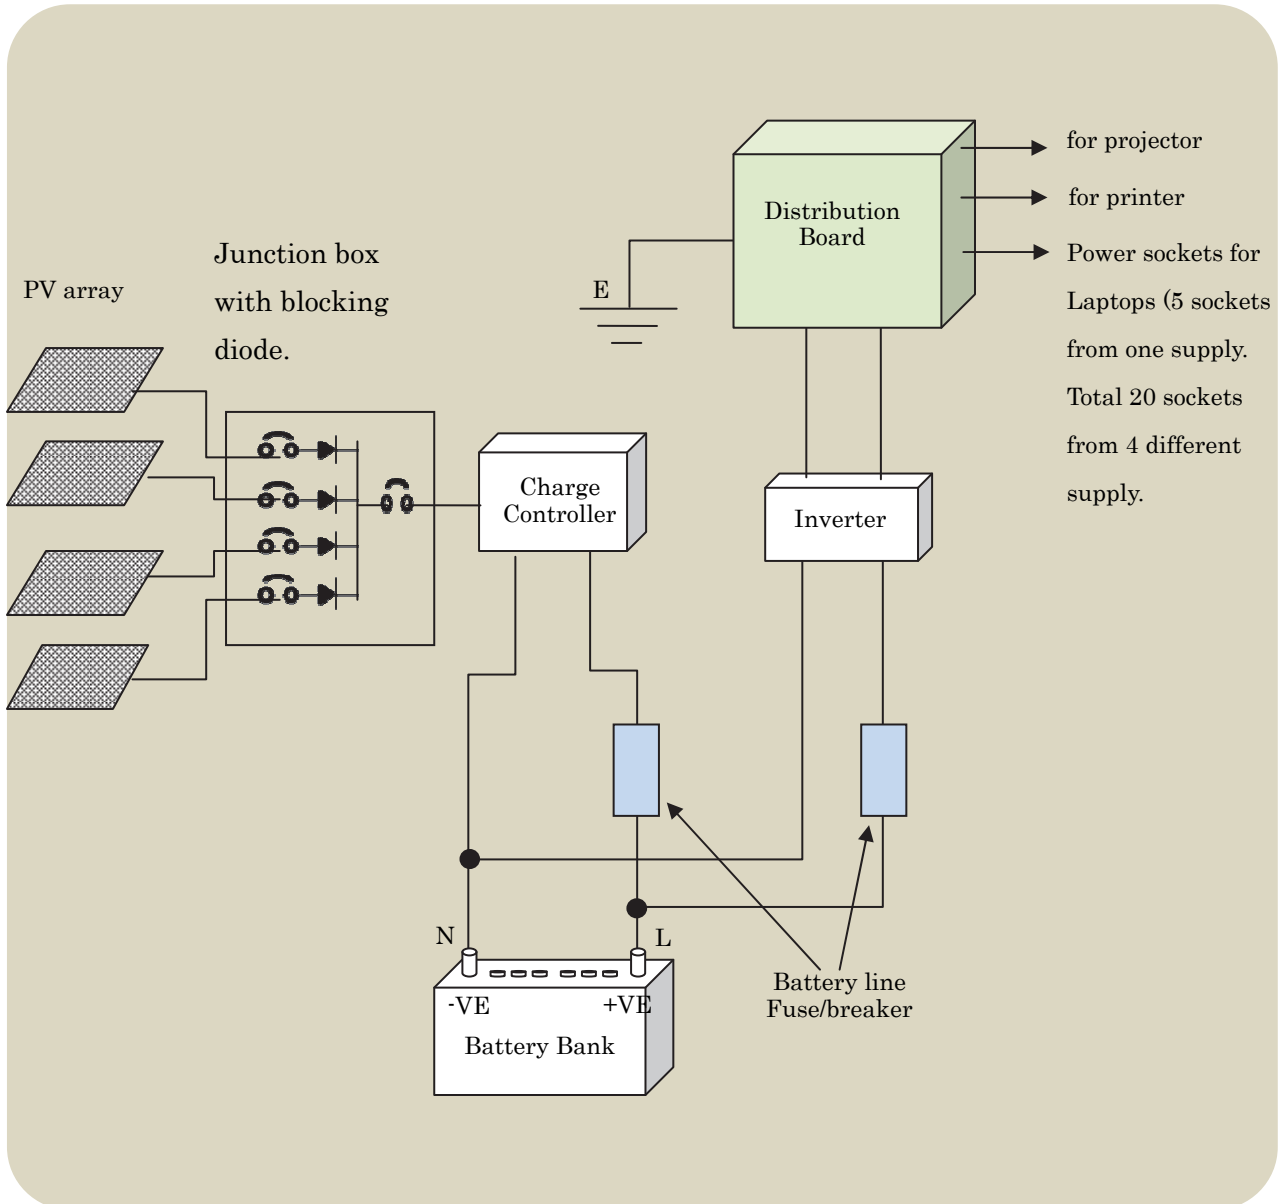 PV array
Junction box
with blocking
diode.
Charge
Controller
E
Distribution
Board
Inverter
for projector
for printer
Power sockets for
Laptops (5 sockets
from one supply.
Total 20 sockets
from 4 different
supply.
N
L
-VE
+VE
Battery Bank
Battery line
Fuse/breaker